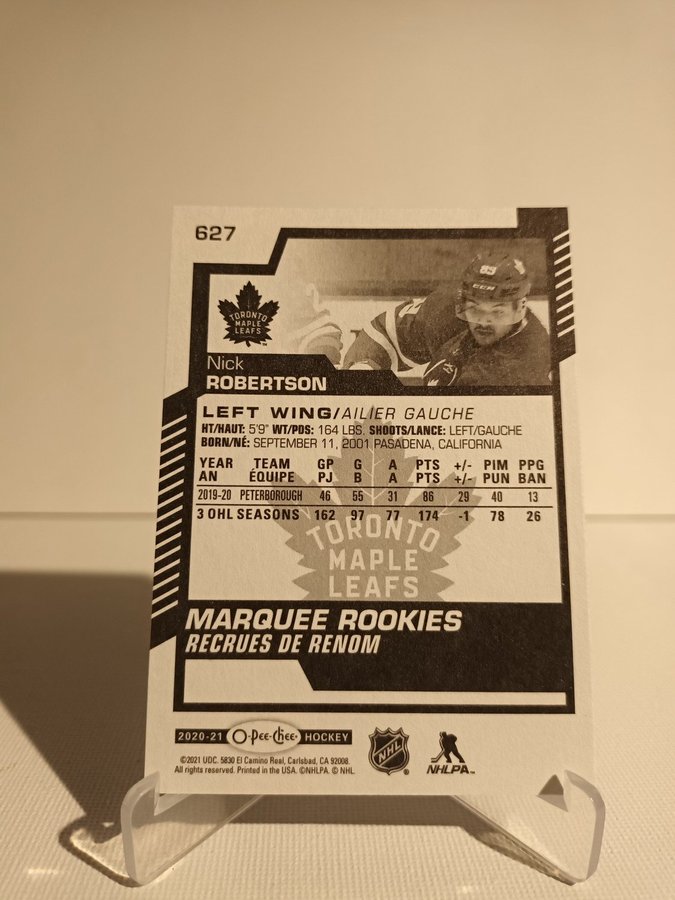 627
TORONTO
MAPLE
LEAFS
89
CCM
Nick
ROBERTSON
LEFT WING/AILIER GAUCHE
HT/HAUT: 5'9" WT/POS: 164 LBS. SHOOTS/LANCE: LEFT/GAUCHE
BORN/NÉ: SEPTEMBER 11, 2001 PASADENA, CALIFORNIA
YEAR TEAM GP G A PTS +/- PIM PPG
AN ÉQUIPE PJ B A PTS +/- PUN BAN
2019-20 PETERBOROUGH 46 55 31 86 29 40 13
3 OHL SEASONS 162 97 77 174 -1 78 26
TORONTO
MAPLE
LEAFS
MARQUEE ROOKIES
RECRUES DE RENOM
2020-21 O-Pee-Chee HOCKEY
NHL
NHLPA
©2021 UDC. 5830 El Camino Real, Carlsbad, CA 92008.
All rights reserved. Printed in the USA. ©NHLPA. © NHL